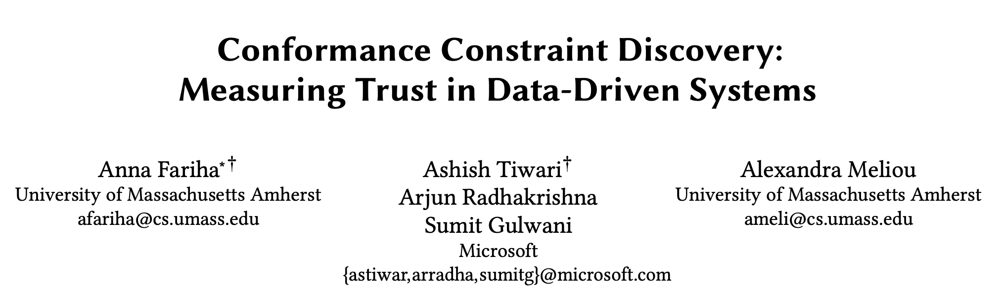 Conformance Constraint Discovery:
Measuring Trust in Data-Driven Systems
Anna Fariha*†
University of Massachusetts Amherst
afariha@cs.umass.edu
Ashish Tiwari†
Arjun Radhakrishna
Sumit Gulwani
Microsoft
{astiwar,arradha,sumitg}@microsoft.com
Alexandra Meliou
University of Massachusetts Amherst
ameli@cs.umass.edu